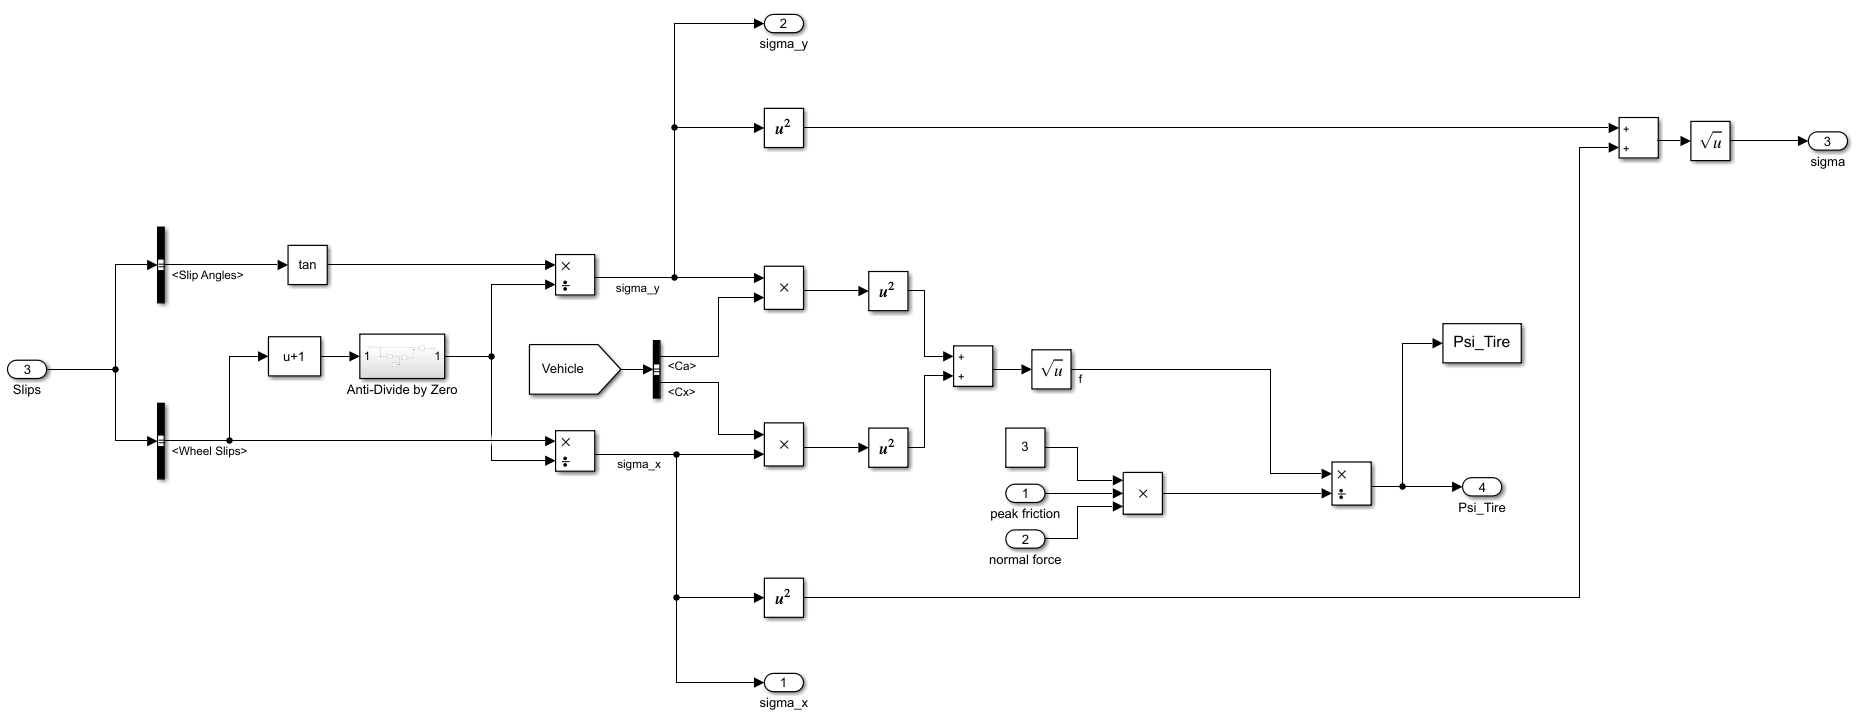 2
sigma_y
u²
+
+
√u
3
sigma
<Slip Angles>
tan
×
÷
sigma_y
×
u²
3
Slips
u+1
1
1
Anti-Divide by Zero
Vehicle
<Ca>
<Cx>
+
+
√u
f
Psi_Tire
<Wheel Slips>
×
÷
sigma_x
×
u²
3
1
peak friction
2
normal force
×
×
÷
4
Psi_Tire
u²
1
sigma_x